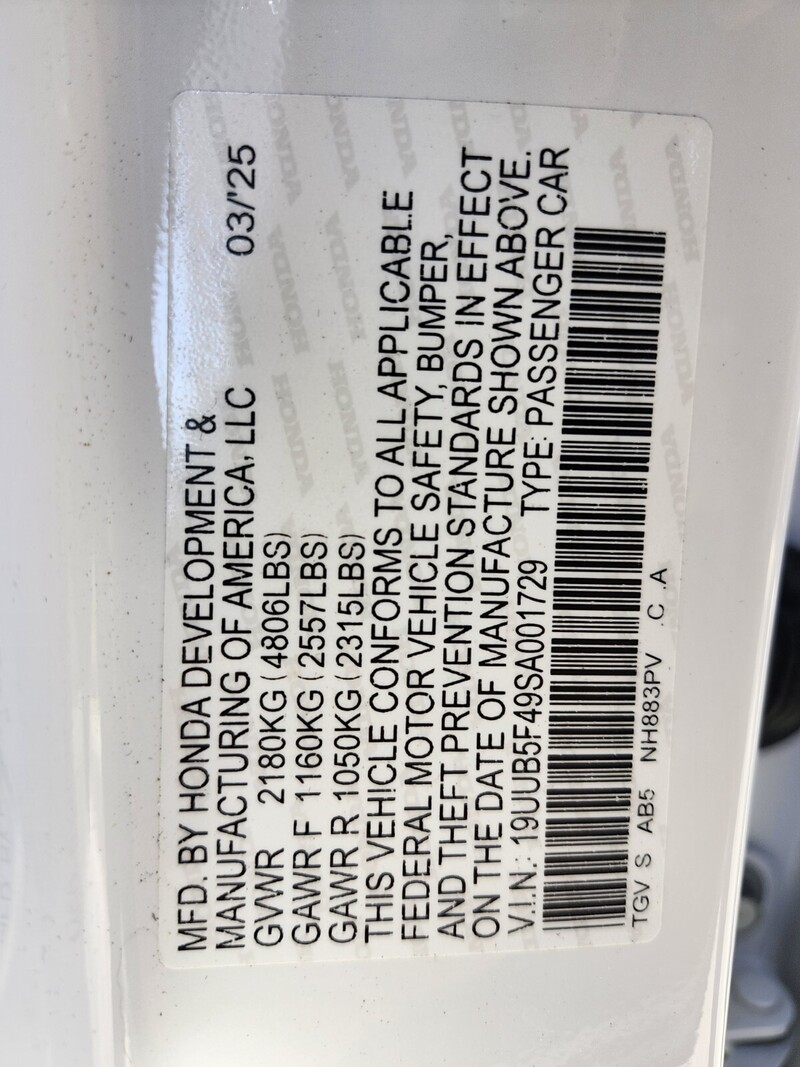 MFD. BY HONDA DEVELOPMENT &
MANUFACTURING OF AMERICA, LLC 03/'25
GVWR 2180KG (4806LBS)
GAWR F 1160KG (2557LBS)
GAWR R 1050KG (2315LBS)
THIS VEHICLE CONFORMS TO ALL APPLICABLE
FEDERAL MOTOR VEHICLE SAFETY, BUMPER,
AND THEFT PREVENTION STANDARDS IN EFFECT
ON THE DATE OF MANUFACTURE SHOWN ABOVE.
V.I.N.: 19UUB5F49SA001729 TYPE: PASSENGER CAR
TGV S AB5 NH883PV .C .A